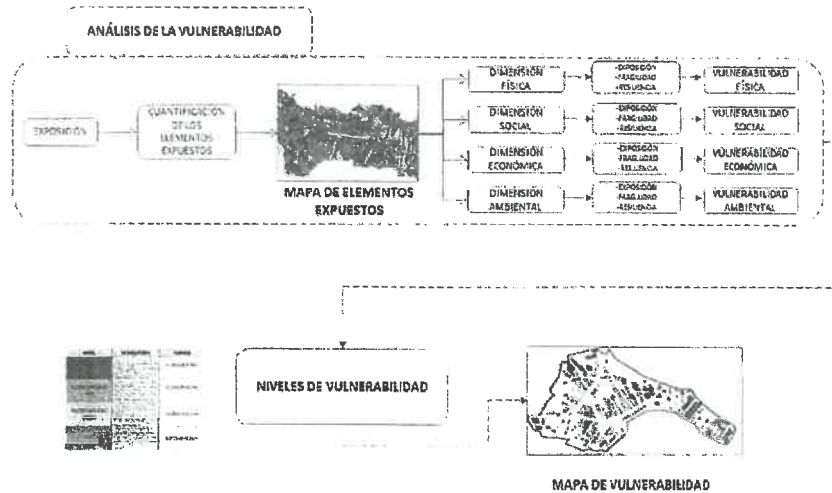 ANÁLISIS DE LA VULNERABILIDAD
EXPOSICIÓN
CUANTIFICACIÓN
DE LOS
ELEMENTOS
EXPUESTOS
MAPA DE ELEMENTOS
EXPUESTOS
DIMENSIÓN
FÍSICA
-EXPOSICIÓN
-FRAGILIDAD
-RESILIENCIA
VULNERABILIDAD
FÍSICA
DIMENSIÓN
SOCIAL
-EXPOSICIÓN
-FRAGILIDAD
-RESILIENCIA
VULNERABILIDAD
SOCIAL
DIMENSIÓN
ECONÓMICA
-EXPOSICIÓN
-FRAGILIDAD
-RESILIENCIA
VULNERABILIDAD
ECONÓMICA
DIMENSIÓN
AMBIENTAL
-EXPOSICIÓN
-FRAGILIDAD
-RESILIENCIA
VULNERABILIDAD
AMBIENTAL
NIVELES DE VULNERABILIDAD
MAPA DE VULNERABILIDAD